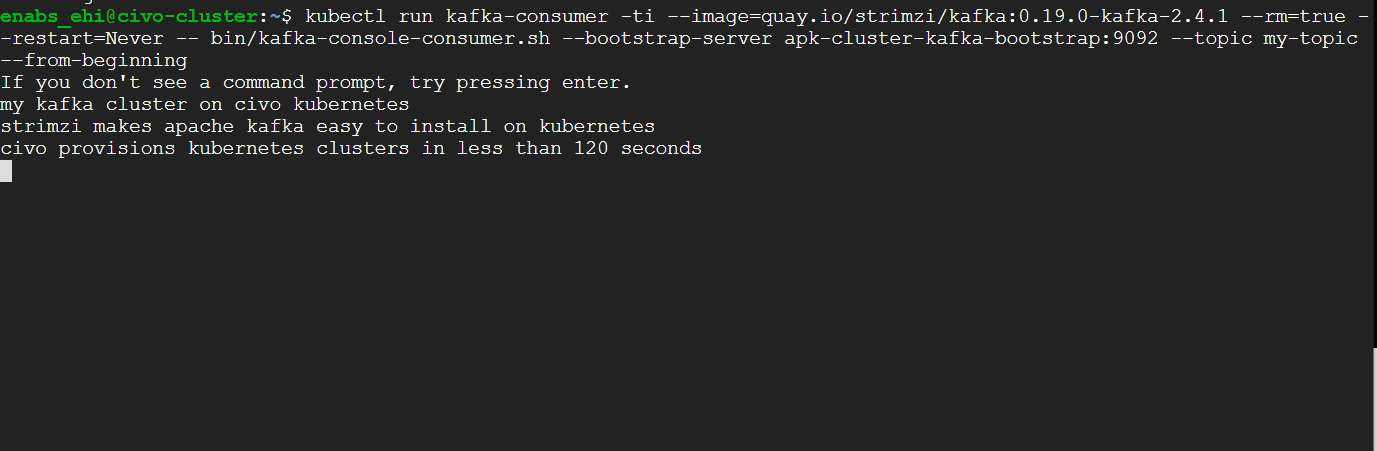 enabs_ehi@civo-cluster:~$ kubectl run kafka-consumer -ti --image=quay.io/strimzi/kafka:0.19.0-kafka-2.4.1 --rm=true -
-restart=Never -- bin/kafka-console-consumer.sh --bootstrap-server apk-cluster-kafka-bootstrap:9092 --topic my-topic
--from-beginning
If you don't see a command prompt, try pressing enter.
my kafka cluster on civo kubernetes
strimzi makes apache kafka easy to install on kubernetes
civo provisions kubernetes clusters in less than 120 seconds